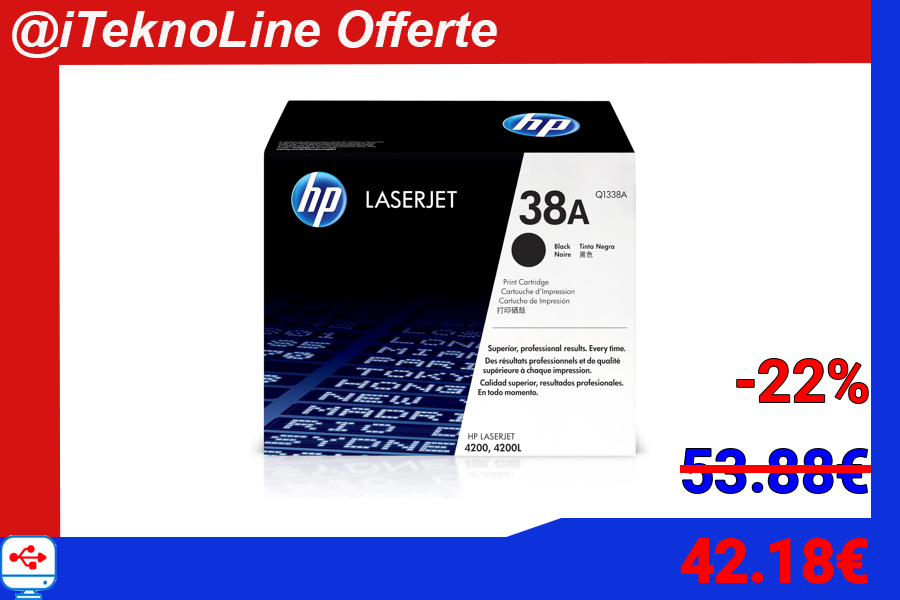 @iTeknoLine Offerte
hp
hp
LASERJET
38A
Q1338A
Black Tinta Negra
Noire 黑色
Print Cartridge
Cartouche d'Impression
Cartucho de Impresión
打印硒鼓
Superior, professional results. Every time.
Des résultats professionnels et de qualité
supérieure à chaque impression.
Calidad superior, resultados profesionales.
En todo momento.
HP LASERJET
4200, 4200L
-22%
53.88€
42.18€